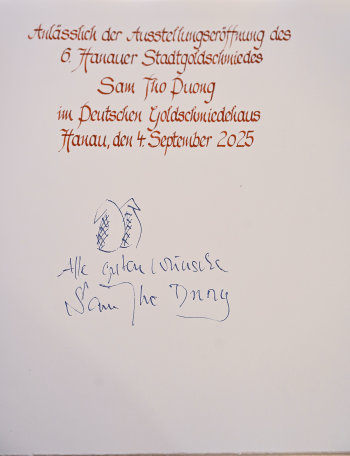 Anlässlich der Ausstellungseröffnung des
6. Hanauer Stadtgoldschmiedes
Sam Tho Duong
im Deutschen Goldschmiedehaus
Hanau, den 4. September 2025
Alle guten Wünsche
Sam Tho Duong